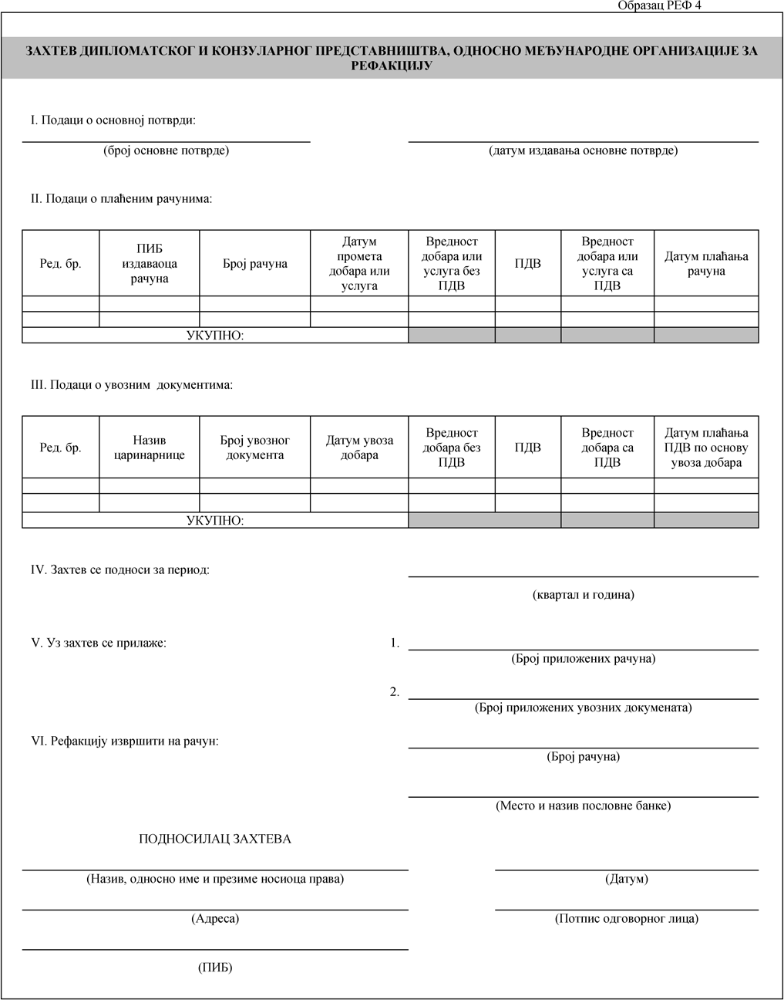 Образац РЕФ 4
ЗАХТЕВ ДИПЛОМАТСКОГ И КОНЗУЛАРНОГ ПРЕДСТАВНИШТВА, ОДНОСНО МЕЂУНАРОДНЕ ОРГАНИЗАЦИЈЕ ЗА
РЕФАКЦИЈУ
I. Подаци о основној потврди:
(број основне потврде) (датум издавања основне потврде)
II. Подаци о плаћеним рачунима:
Ред. бр.
ПИБ
издаваоца
рачуна
Број рачуна
Датум
промета
добара или
услуга
Вредност
добара или
услуга без
ПДВ
ПДВ
Вредност
добара или
услуга са
ПДВ
Датум плаћања
рачуна
УКУПНО:
III. Подаци о увозним документима:
Ред. бр.
Назив
царинарнице
Број увозног
документа
Датум увоза
добара
Вредност
добара без
ПДВ
ПДВ
Вредност
добара са
ПДВ
Датум плаћања
ПДВ по основу
увоза добара
УКУПНО:
IV. Захтев се подноси за период:
(квартал и година)
V. Уз захтев се прилаже: 1.
(Број приложених рачуна)
2.
(Број приложених увозних докумената)
VI. Рефакцију извршити на рачун:
(Број рачуна)
(Место и назив пословне банке)
ПОДНОСИЛАЦ ЗАХТЕВА
(Назив, односно име и презиме носиоца права) (Датум)
(Адреса) (Потпис одговорног лица)
(ПИБ)